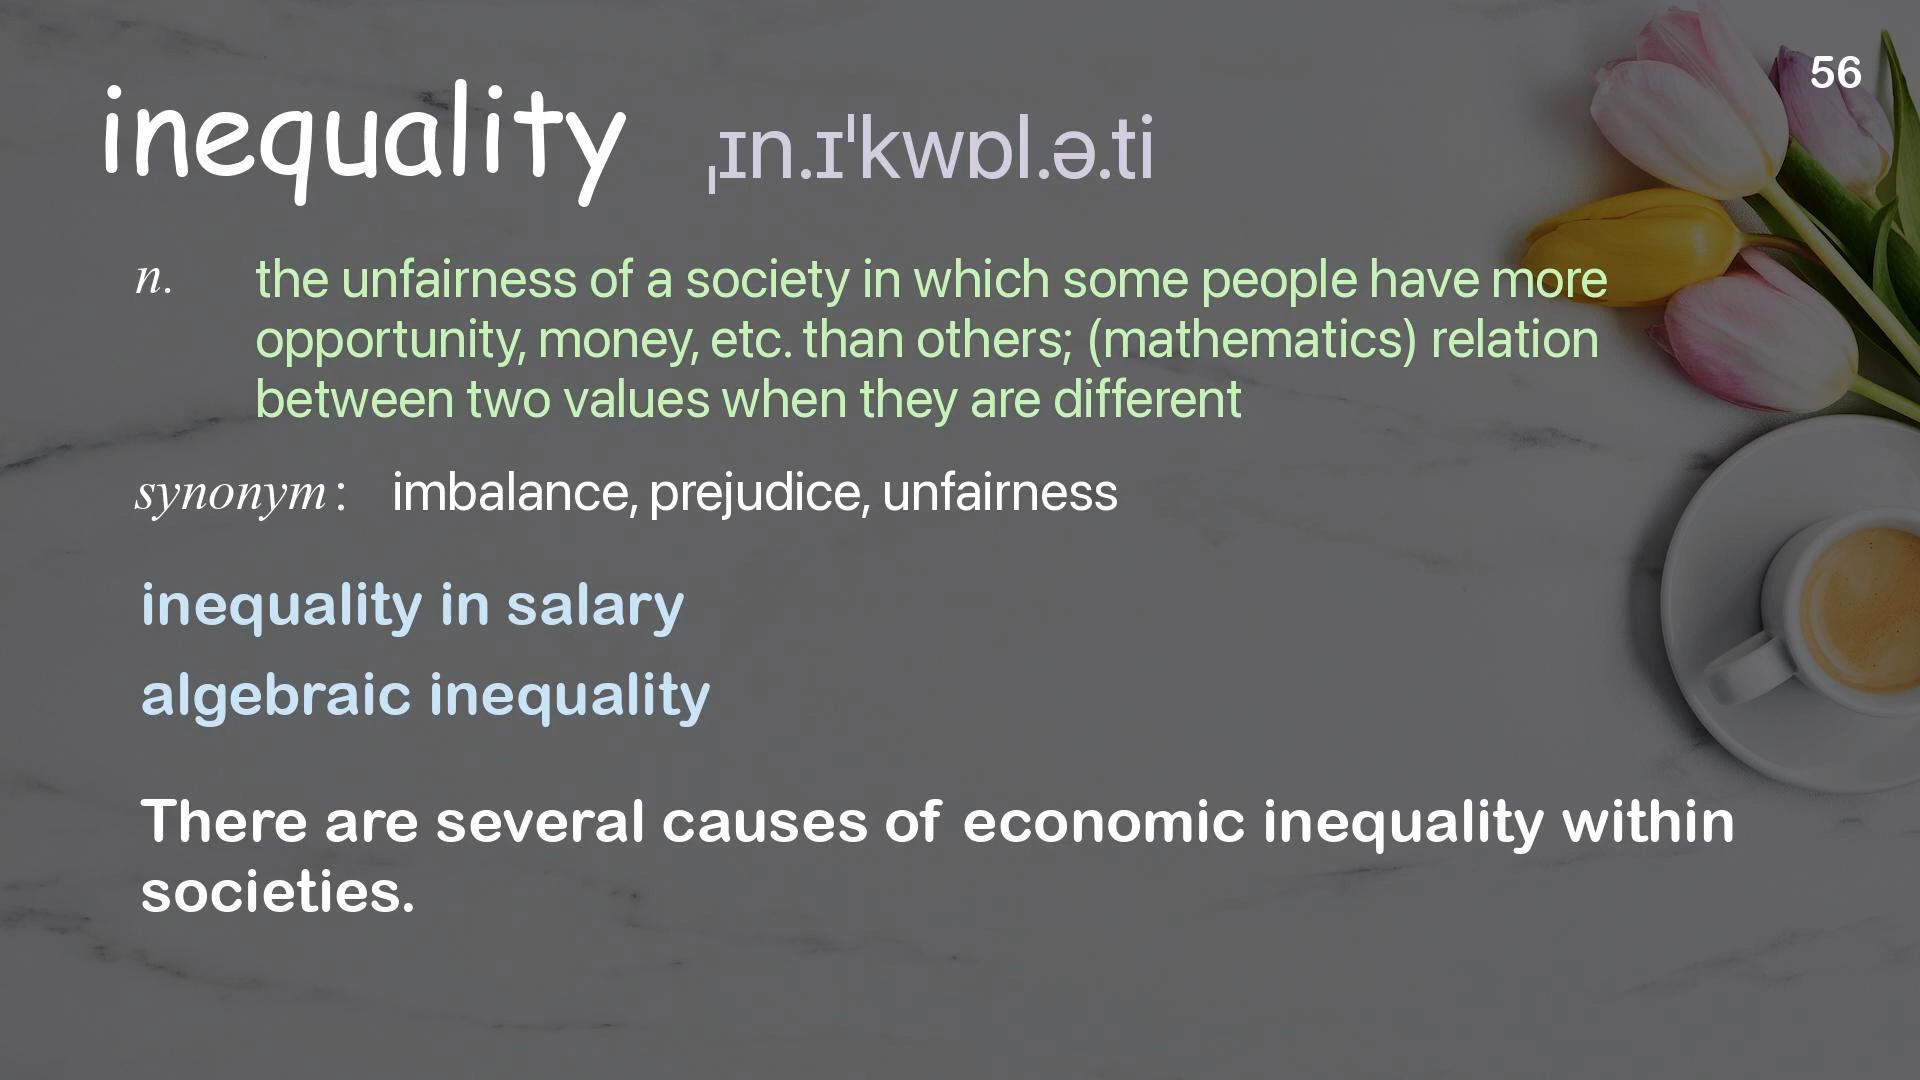 56
inequality ˌɪn.ɪˈkwɒl.ə.ti
n. the unfairness of a society in which some people have more
opportunity, money, etc. than others; (mathematics) relation
between two values when they are different
synonym: imbalance, prejudice, unfairness
inequality in salary
algebraic inequality
There are several causes of economic inequality within
societies.